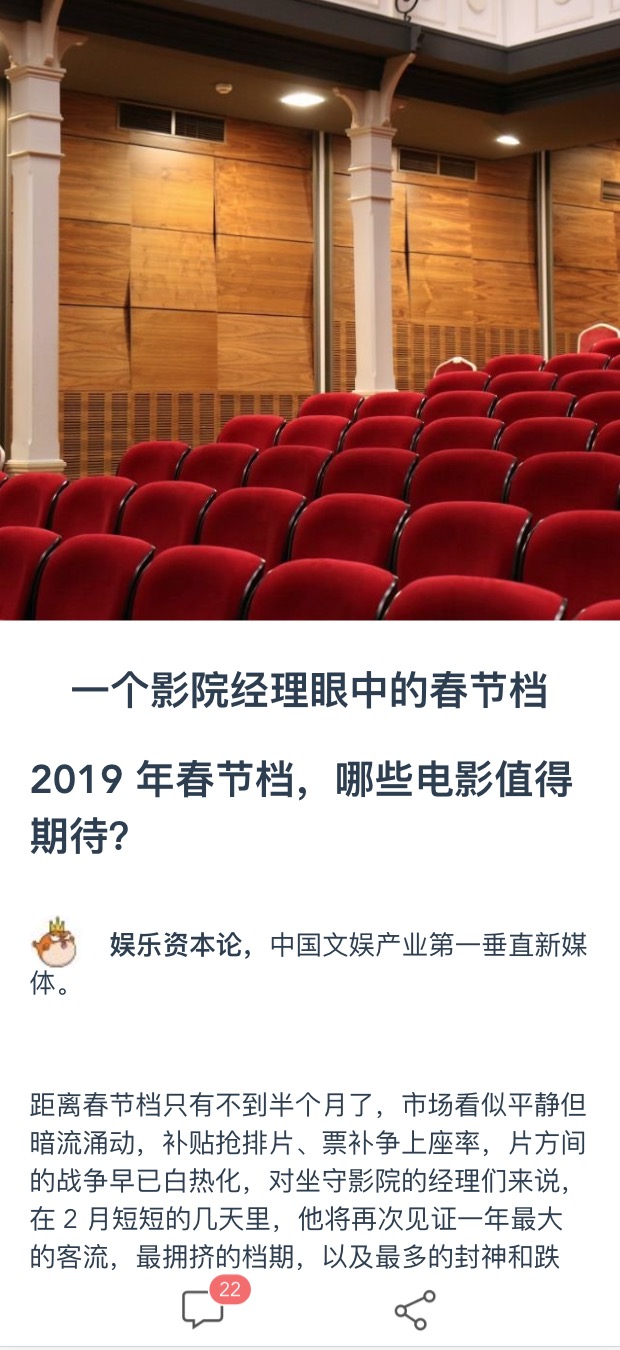 一个影院经理眼中的春节档
2019 年春节档，哪些电影值得
期待？
娱乐资本论，中国文娱产业第一垂直新媒
体。
距离春节档只有不到半个月了，市场看似平静但
暗流涌动，补贴抢排片、票补争上座率，片方间
的战争早已白热化，对坐守影院的经理们来说，
在 2 月短短的几天里，他将再次见证一年最大
的客流，最拥挤的档期，以及最多的封神和跌
22